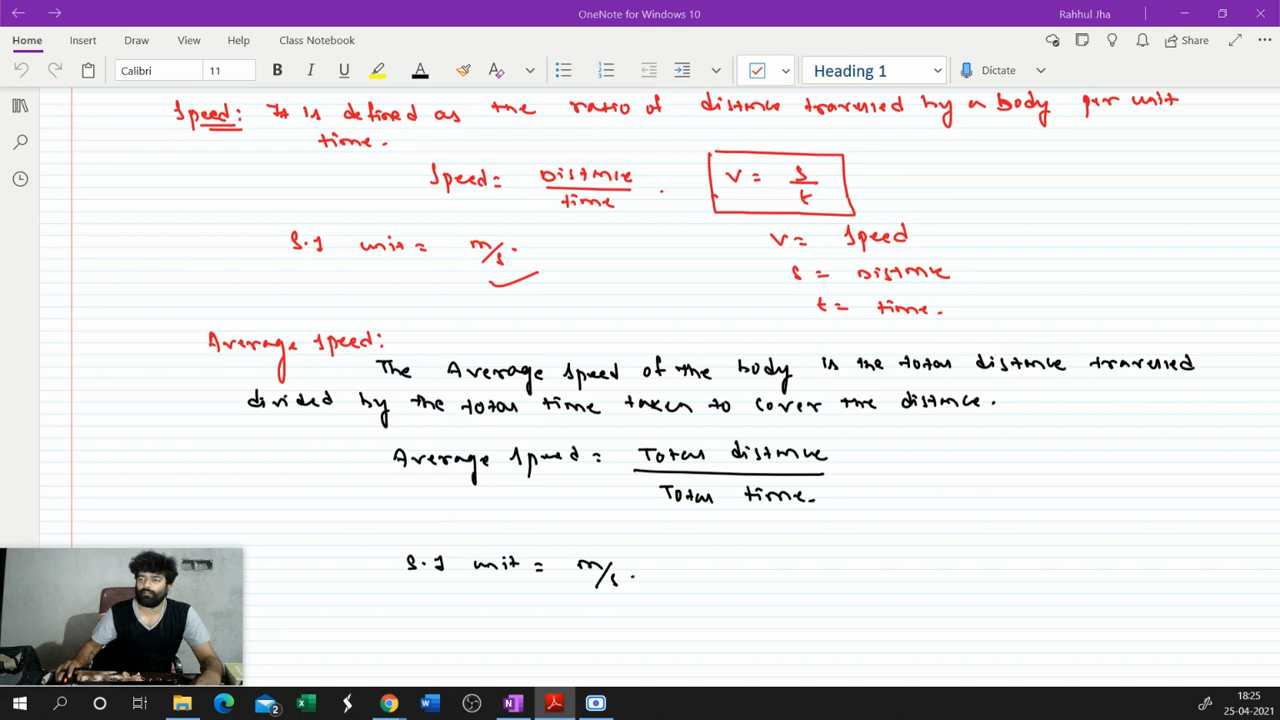 OneNote for Windows 10
Rahhul Jha
Home Insert Draw View Help Class Notebook
Share
Calibri 11 B I U A A Heading 1 Dictate
Speed: It is defined as the ratio of distance traversed by a body per unit
time.
Speed = Distance / time . v = s / t
S.I unit = m/s.
v = Speed
s = Distance
t = time.
Average Speed:
The Average Speed of the body is the total distance traversed
divided by the total time taken to cover the distance.
Average Speed = Total distance / Total time.
S.I unit = m/s.
2
18:25
25-04-2021